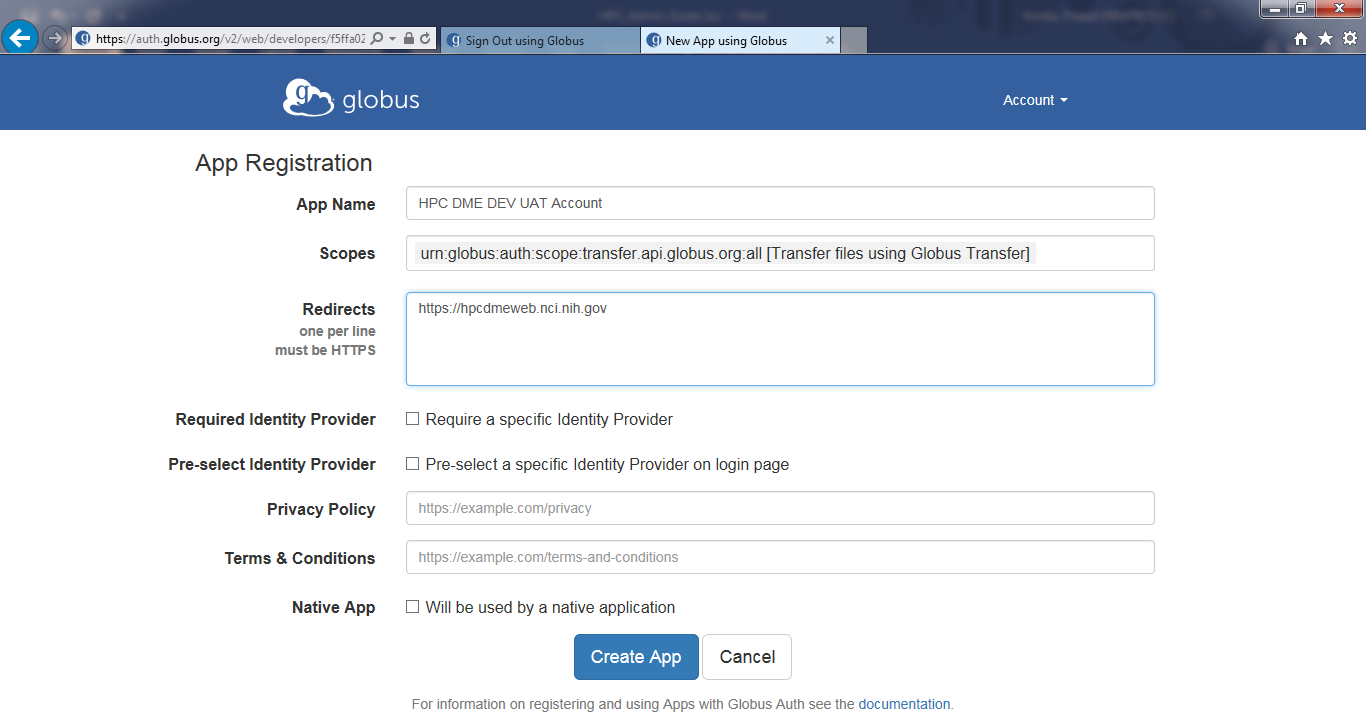 https://auth.globus.org/v2/web/developers/f5ffa02
Sign Out using Globus
New App using Globus
globus
Account
App Registration
App Name
HPC DME DEV UAT Account
Scopes
urn:globus:auth:scope:transfer.api.globus.org:all [Transfer files using Globus Transfer]
Redirects
one per line
must be HTTPS
https://hpcdmeweb.nci.nih.gov
Required Identity Provider
Require a specific Identity Provider
Pre-select Identity Provider
Pre-select a specific Identity Provider on login page
Privacy Policy
https://example.com/privacy
Terms & Conditions
https://example.com/terms-and-conditions
Native App
Will be used by a native application
Create App
Cancel
For information on registering and using Apps with Globus Auth see the documentation.